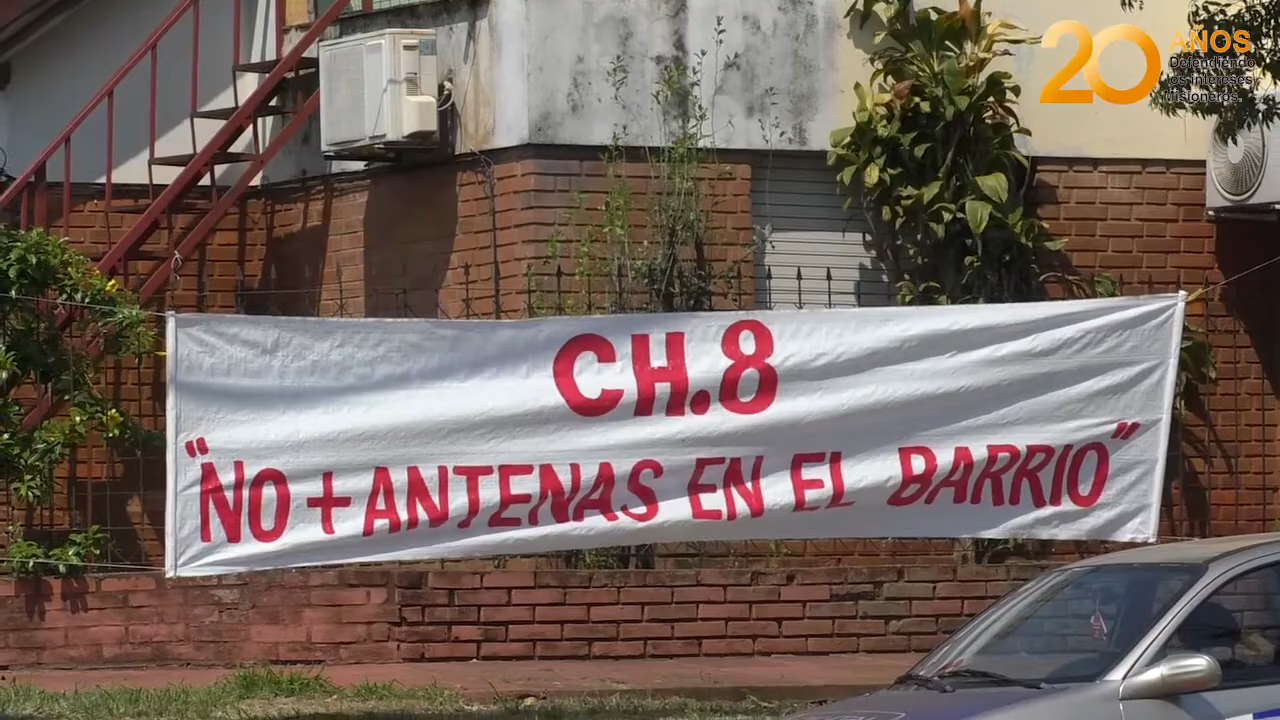 20 AÑOS
Defendiendo
los intereses
misioneros.
CH.8
"NO + ANTENAS EN EL BARRIO"